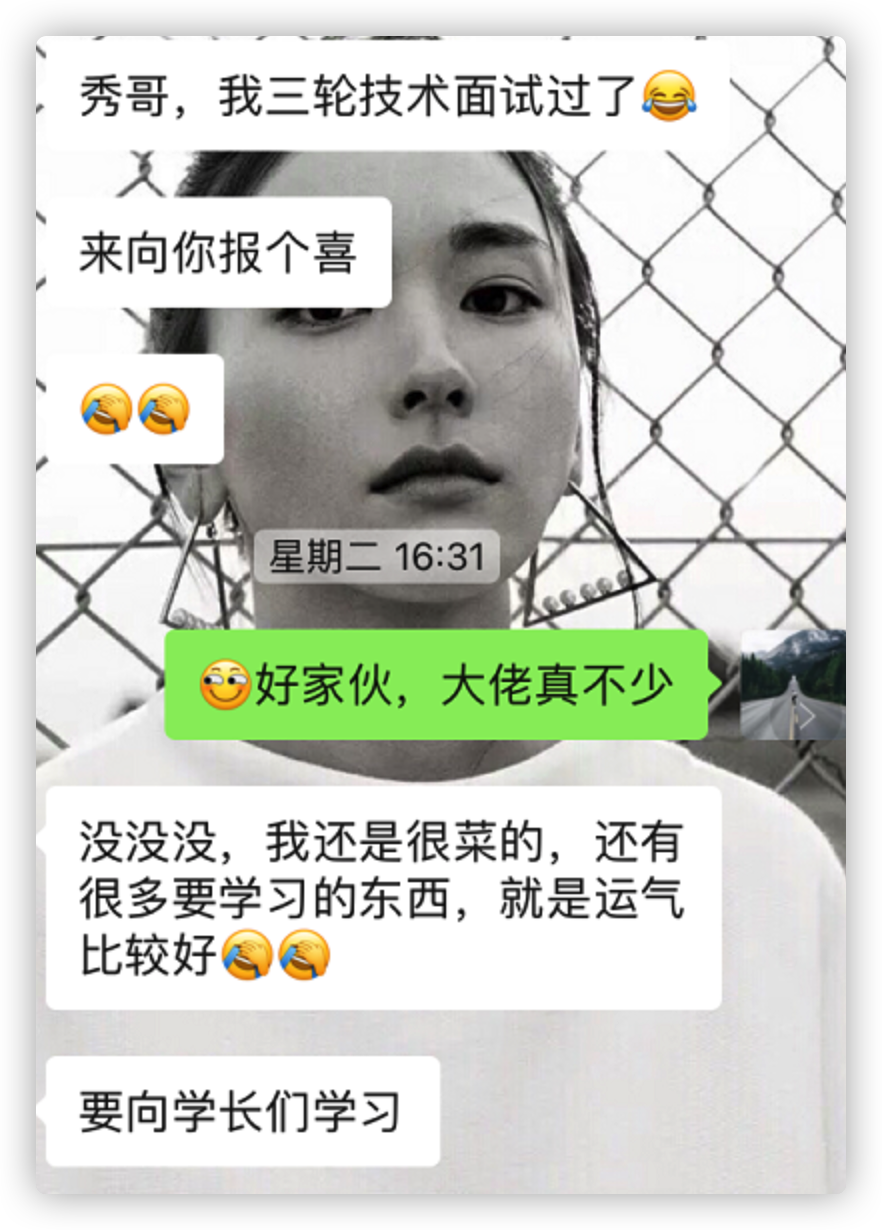 秀哥，我三轮技术面试过了😂
来向你报个喜
🤦🤦
星期二 16:31
好家伙，大佬真不少
没没没，我还是很菜的，还有
很多要学习的东西，就是运气
比较好🤦🤦
要向学长们学习